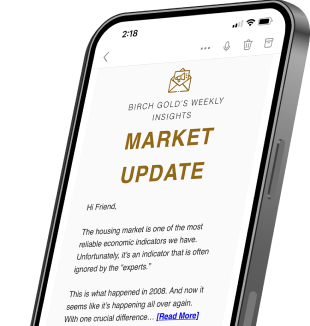 2:18
BIRCH GOLD'S WEEKLY
INSIGHTS
MARKET
UPDATE
Hi Friend,
The housing market is one of the most
reliable economic indicators we have.
Unfortunately, it's an indicator that is often
ignored by the "experts."
This is what happened in 2008. And now it
seems like it's happening all over again.
With one crucial difference... [Read More]